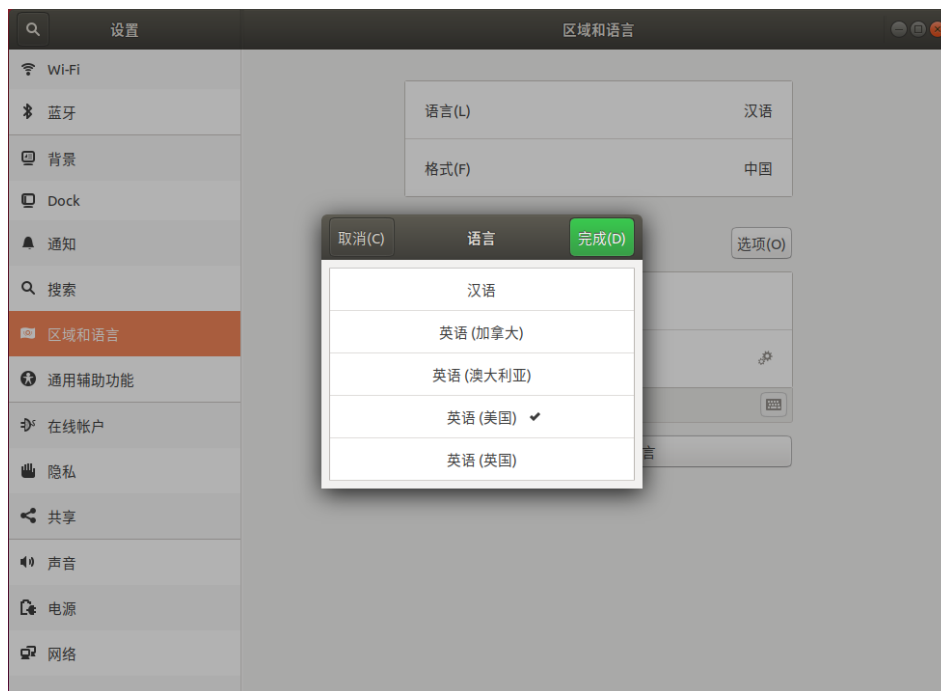 设置
区域和语言
Wi-Fi
蓝牙
背景
Dock
通知
搜索
区域和语言
通用辅助功能
在线帐户
隐私
共享
声音
电源
网络
语言(L) 汉语
格式(F) 中国
选项(O)
言
取消(C) 语言 完成(D)
汉语
英语 (加拿大)
英语 (澳大利亚)
英语 (美国)
英语 (英国)